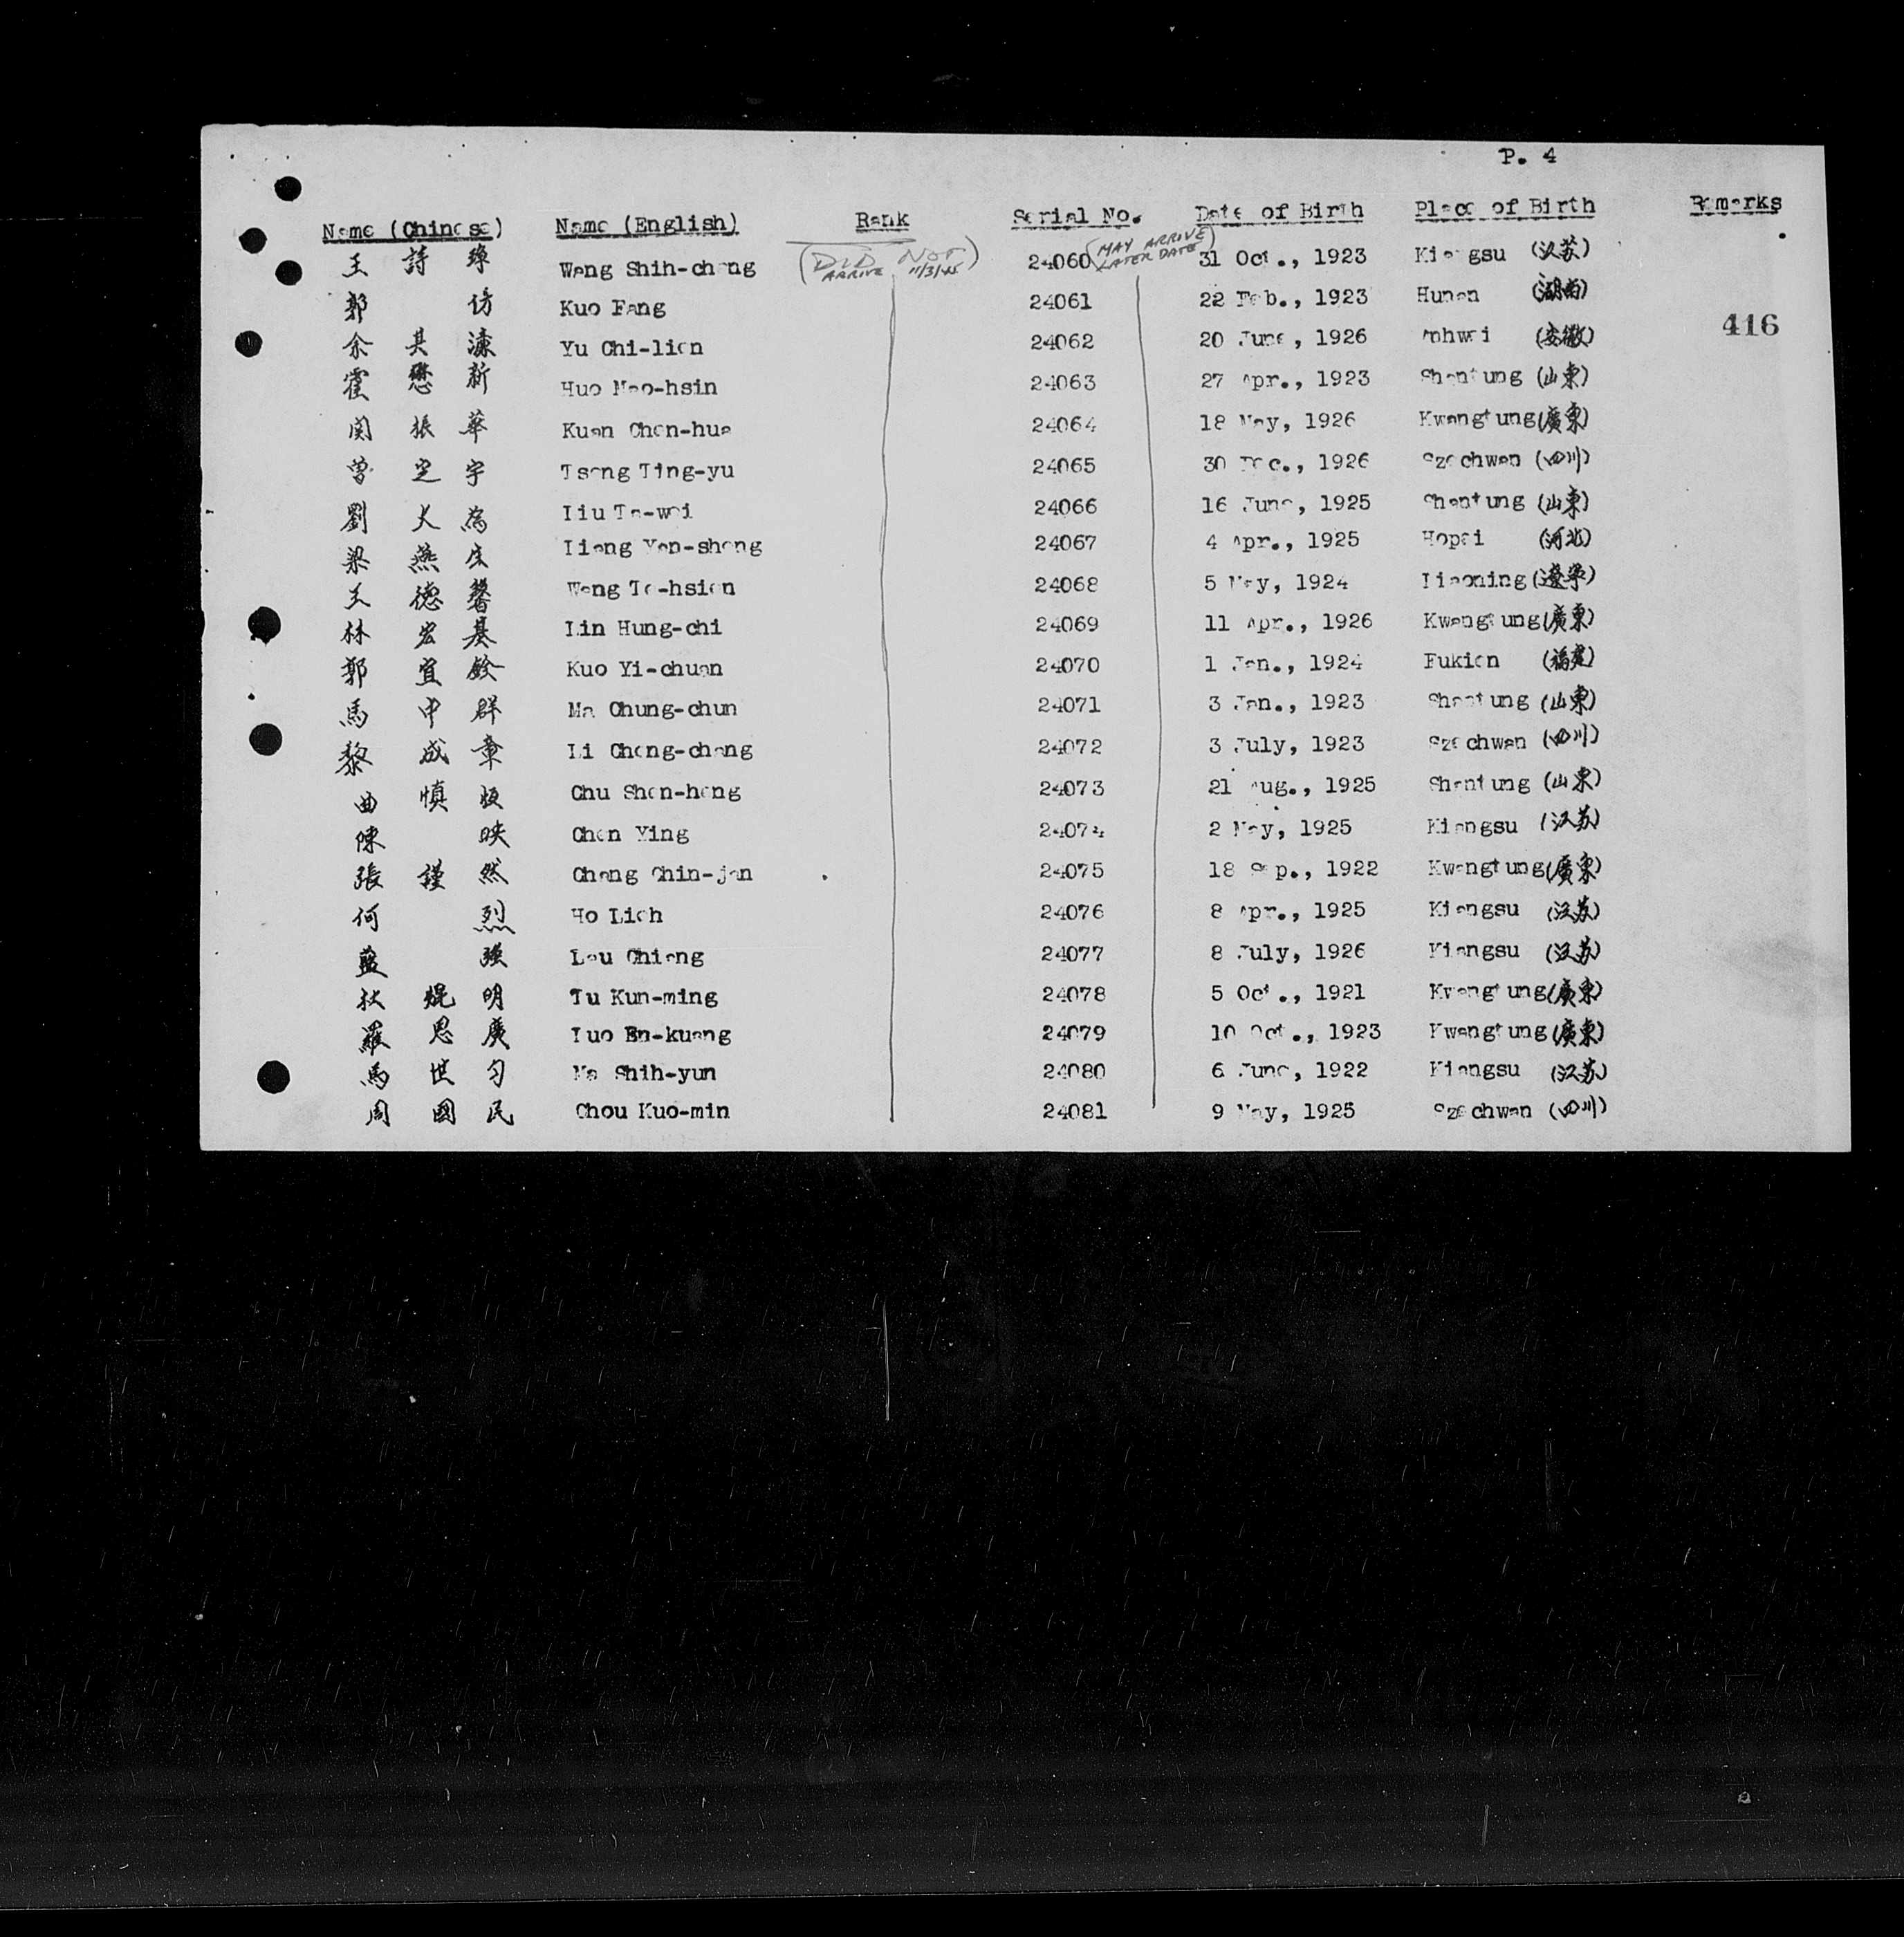 P. 4
Name (Chinese) Name (English) Rank Serial No. Date of Birth Place of Birth Remarks
王 詩 Wang Shih-chang (DID NOT ARRIVE 11/3/45) 24060 (MAY ARRIVE LATER DATE) 31 Oct., 1923 Kiangsu (江苏)
郭 仿 Kuo Fang 24061 22 Feb., 1923 Hunan (湖南)
416
余 其 濂 Yu Chi-lien 24062 20 June, 1926 Anhwei (安徽)
霍 懋 新 Huo Mao-hsin 24063 27 Apr., 1923 Shantung (山東)
関 振 華 Kuan Chen-hua 24064 18 May, 1926 Kwangtung (廣東)
曾 定 宇 Tseng Ting-yu 24065 30 Dec., 1926 Szechwan (四川)
劉 大 為 Liu Ta-wei 24066 16 June, 1925 Shantung (山東)
梁 燕 生 Liang Yen-sheng 24067 4 Apr., 1925 Hopei (河北)
王 德 馨 Wang Te-hsien 24068 5 May, 1924 Liaoning (遼寧)
林 宏 基 Lin Hung-chi 24069 11 Apr., 1926 Kwangtung (廣東)
郭 宜 銓 Kuo Yi-chuan 24070 1 Jan., 1924 Fukien (福建)
馬 中 群 Ma Chung-chun 24071 3 Jan., 1923 Shantung (山東)
黎 成 章 Li Cheng-chang 24072 3 July, 1923 Szechwan (四川)
曲 慎 恆 Chu Shen-heng 24073 21 Aug., 1925 Shantung (山東)
陳 映 Chen Ying 24074 2 May, 1925 Kiangsu (江苏)
張 謹 然 Chang Chin-jan 24075 18 Sep., 1922 Kwangtung (廣東)
何 烈 Ho Lieh 24076 8 Apr., 1925 Kiangsu (江苏)
藍 強 Lau Chiang 24077 8 July, 1926 Kiangsu (江苏)
焜 明 Tu Kun-ming 24078 5 Oct., 1921 Kwangtung (廣東)
羅 恩 廣 Luo En-kuang 24079 10 Oct., 1923 Kwangtung (廣東)
馬 世 匀 Ma Shih-yun 24080 6 June, 1922 Kiangsu (江苏)
周 國 民 Chou Kuo-min 24081 9 May, 1925 Szechwan (四川)